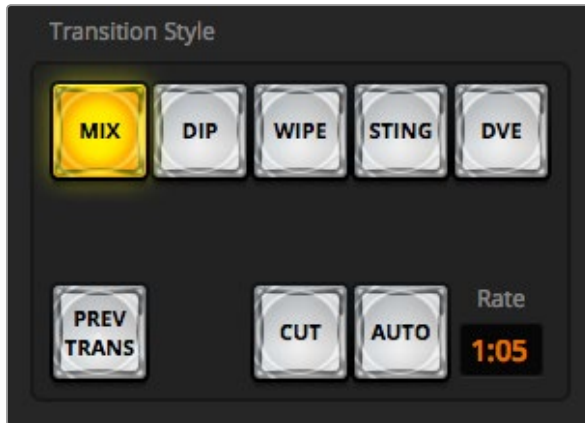 Transition Style
MIX
DIP
WIPE
STING
DVE
PREV
TRANS
CUT
AUTO
Rate
1:05